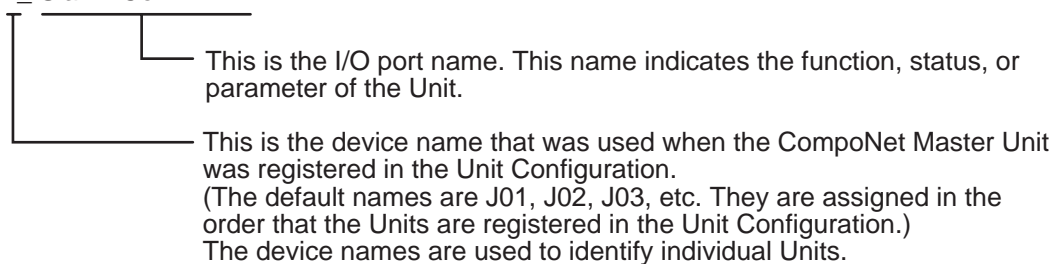 This is the I/O port name. This name indicates the function, status, or
parameter of the Unit.
This is the device name that was used when the CompoNet Master Unit
was registered in the Unit Configuration.
(The default names are J01, J02, J03, etc. They are assigned in the
order that the Units are registered in the Unit Configuration.)
The device names are used to identify individual Units.